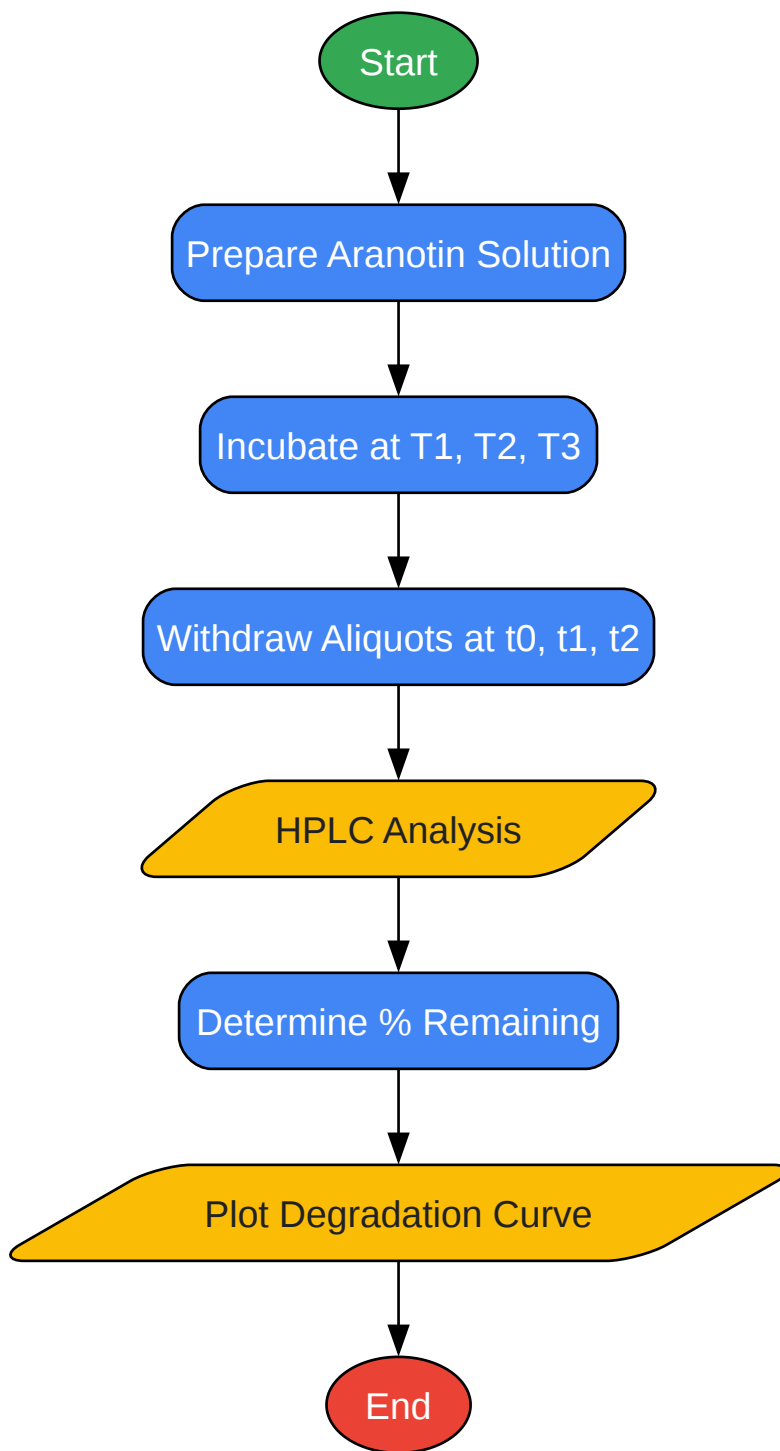 Start
Prepare Aranotin Solution
Incubate at T1, T2, T3
Withdraw Aliquots at t0, t1, t2
HPLC Analysis
Determine % Remaining
Plot Degradation Curve
End